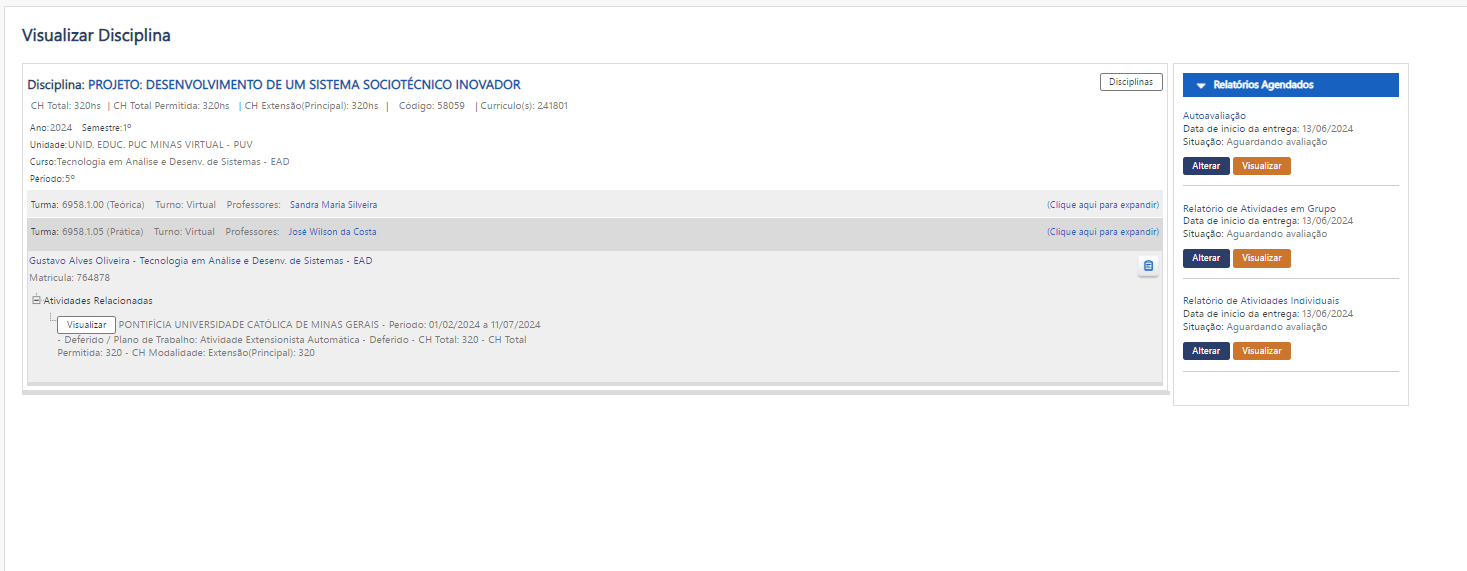 Visualizar Disciplina
Disciplina: PROJETO: DESENVOLVIMENTO DE UM SISTEMA SOCIOTÉCNICO INOVADOR
Disciplinas
CH Total: 320hs | CH Total Permitida: 320hs | CH Extensão(Principal): 320hs | Código: 58059 | Currículo(s): 241801
Ano:2024 Semestre:1º
Unidade:UNID. EDUC. PUC MINAS VIRTUAL - PUV
Curso:Tecnologia em Análise e Desenv. de Sistemas - EAD
Período:5º
Turma: 6958.1.00 (Teórica) Turno: Virtual Professores: Sandra Maria Silveira (Clique aqui para expandir)
Turma: 6958.1.05 (Prática) Turno: Virtual Professores: José Wilson da Costa (Clique aqui para expandir)
Gustavo Alves Oliveira - Tecnologia em Análise e Desenv. de Sistemas - EAD
Matrícula: 764878
Atividades Relacionadas
Visualizar PONTIFÍCIA UNIVERSIDADE CATÓLICA DE MINAS GERAIS - Período: 01/02/2024 a 11/07/2024
- Deferido / Plano de Trabalho: Atividade Extensionista Automática - Deferido - CH Total: 320 - CH Total
Permitida: 320 - CH Modalidade: Extensão(Principal): 320
Relatórios Agendados
Autoavaliação
Data de início da entrega: 13/06/2024
Situação: Aguardando avaliação
Alterar Visualizar
Relatório de Atividades em Grupo
Data de início da entrega: 13/06/2024
Situação: Aguardando avaliação
Alterar Visualizar
Relatório de Atividades Individuais
Data de início da entrega: 13/06/2024
Situação: Aguardando avaliação
Alterar Visualizar